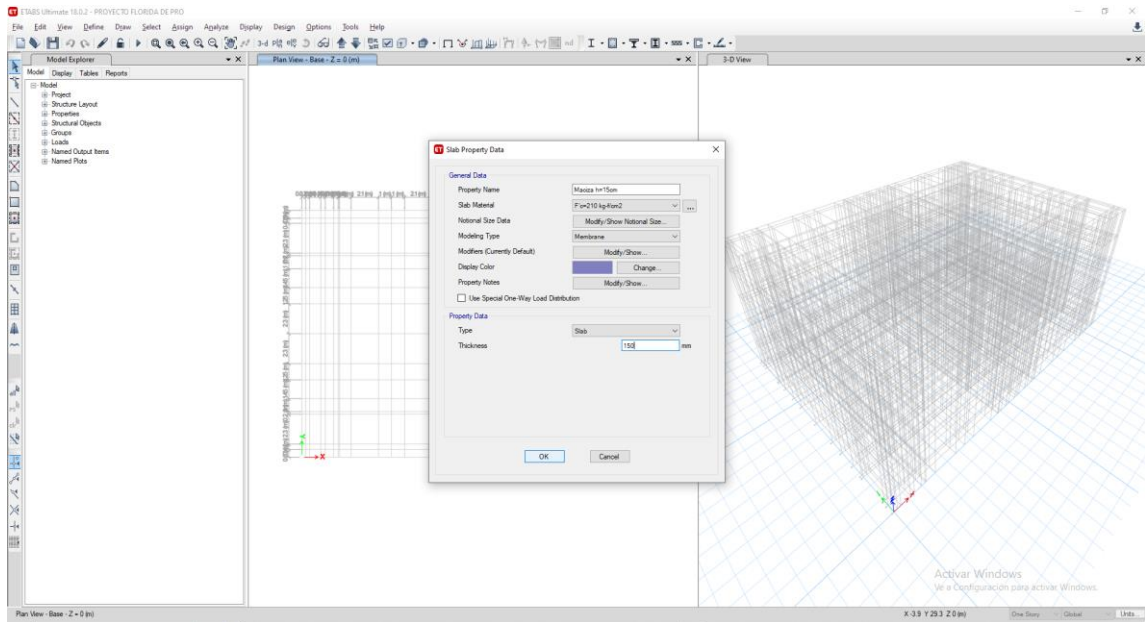 ETABS Ultimate 18.0.2 - PROYECTO FLORIDA DE PRO
File Edit View Define Draw Select Assign Analyze Display Design Options Tools Help
Model Explorer
Plan View - Base - Z = 0 (m)
3-D View
Model Display Tables Reports
Model
Project
Structure Layout
Properties
Structural Objects
Groups
Loads
Named Output Items
Named Plots
Slab Property Data
General Data
Property Name Maciza h=15cm
Slab Material F'c=210 kg-f/cm2 ...
Notional Size Data Modify/Show Notional Size...
Modeling Type Membrane
Modifiers (Currently Default) Modify/Show...
Display Color Change...
Property Notes Modify/Show...
Use Special One-Way Load Distribution
Property Data
Type Slab
Thickness 150 mm
OK Cancel
X
Activar Windows
Ve a Configuración para activar Windows.
Plan View - Base - Z = 0 (m)
X -3.9 Y 29.3 Z 0 (m)
One Story Global Units...